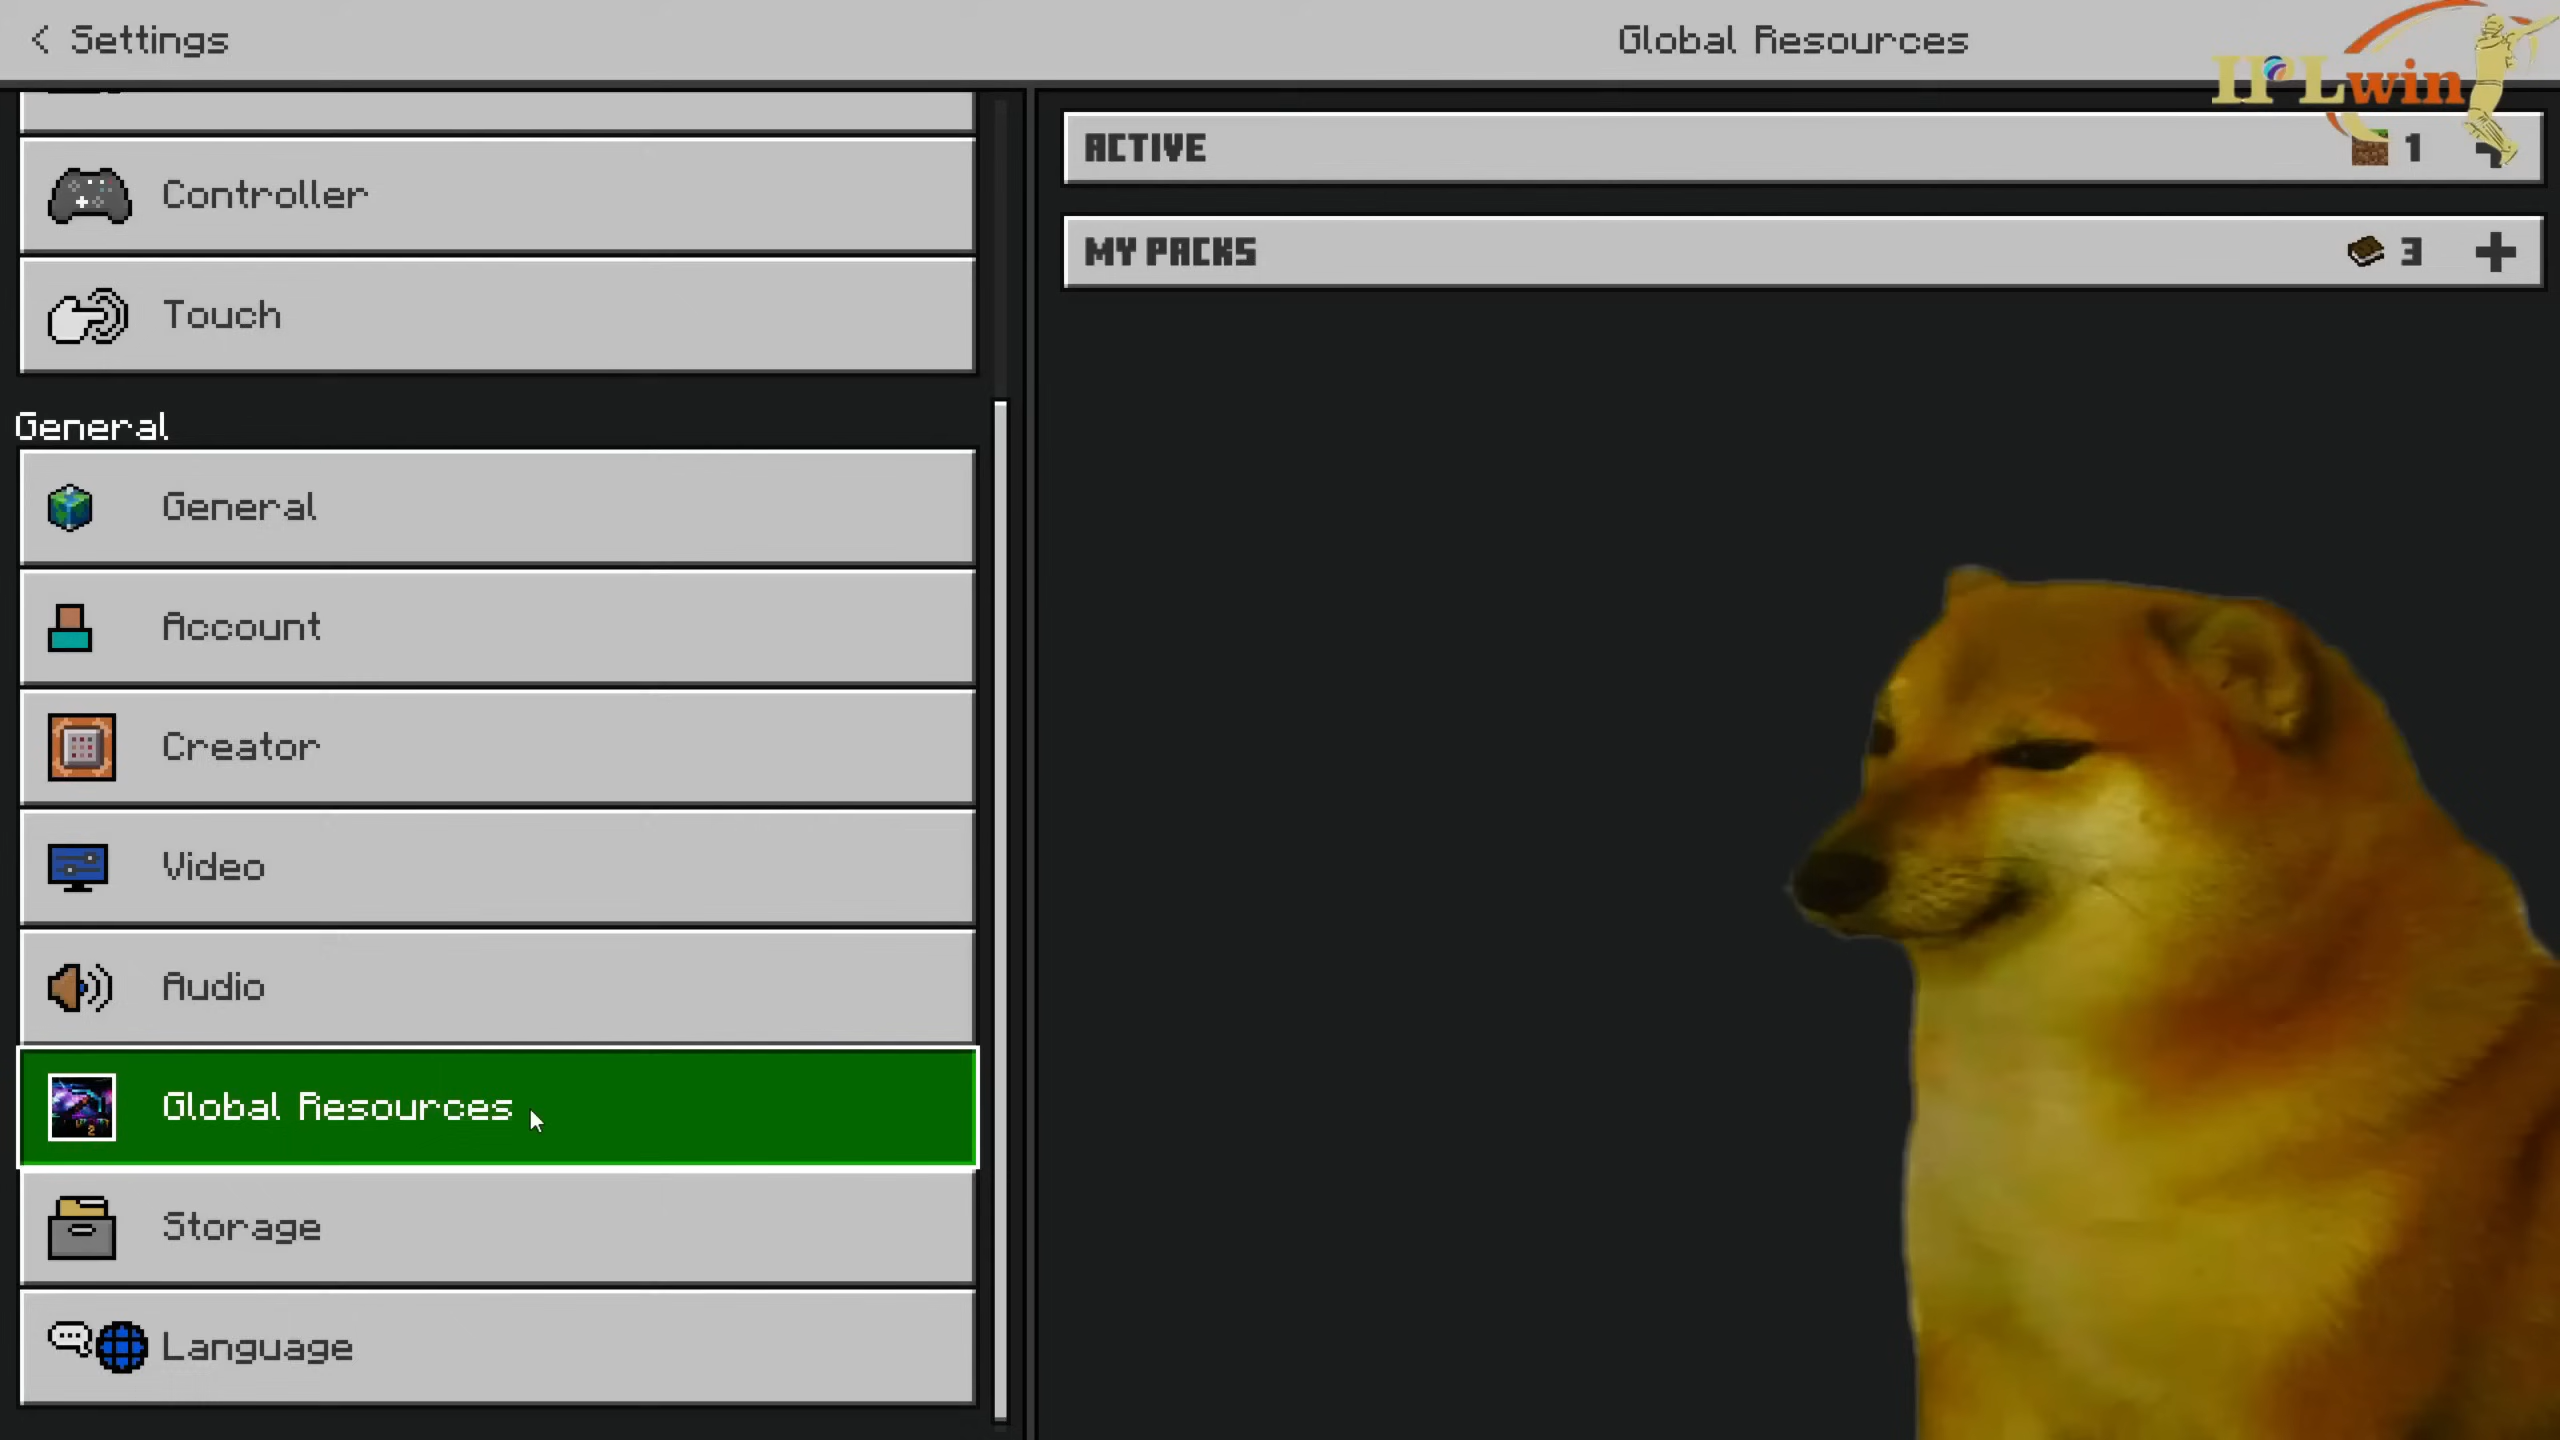 Settings
Global Resources
IPLwin
Controller
Touch
General
General
Account
Creator
Video
Audio
Global Resources
Storage
Language
ACTIVE
1
MY PACKS
3